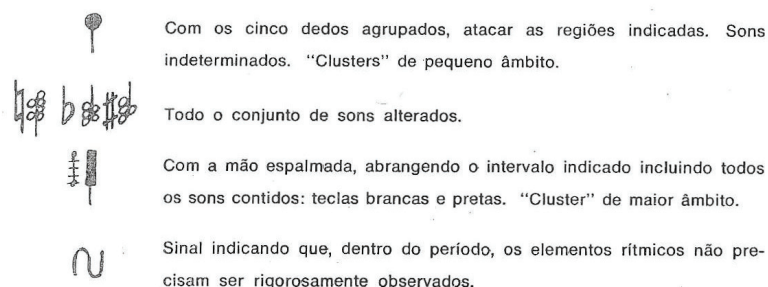 Com os cinco dedos agrupados, atacar as regiões indicadas. Sons
indeterminados. “Clusters” de pequeno âmbito.
Todo o conjunto de sons alterados.
Com a mão espalmada, abrangendo o intervalo indicado incluindo todos
os sons contidos: teclas brancas e pretas. “Cluster” de maior âmbito.
Sinal indicando que, dentro do período, os elementos rítmicos não pre-
cisam ser rigorosamente observados.